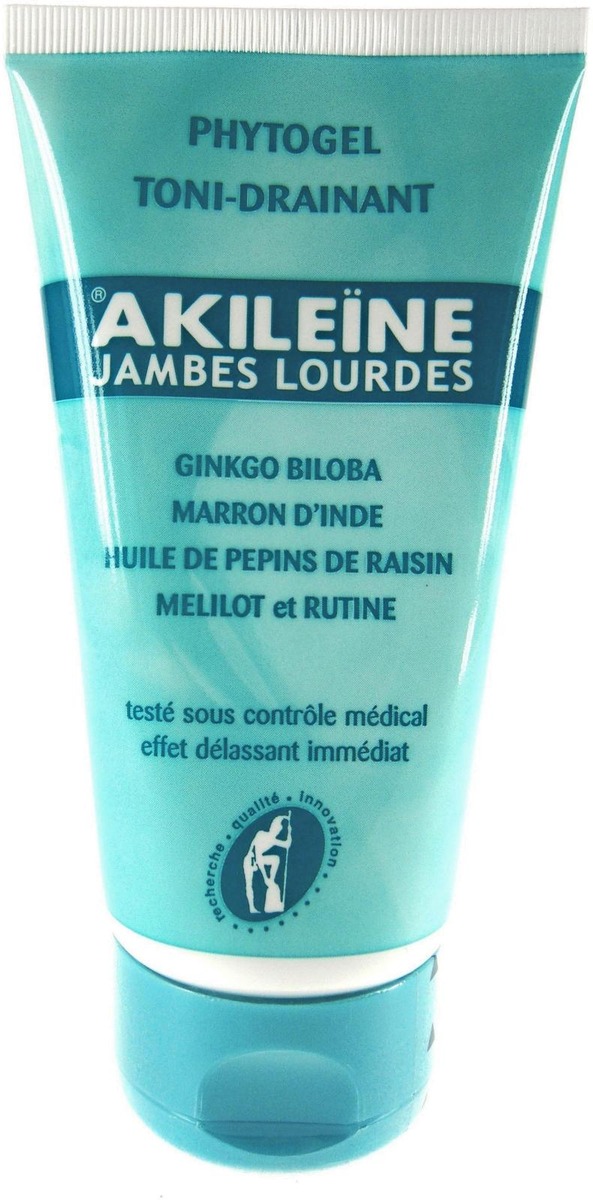 PHYTOGEL
TONI-DRAINANT
® AKILEÏNE
JAMBES LOURDES
GINKGO BILOBA
MARRON D'INDE
HUILE DE PEPINS DE RAISIN
MELILOT et RUTINE
testé sous contrôle médical
effet délassant immédiat
recherche • qualité • innovation